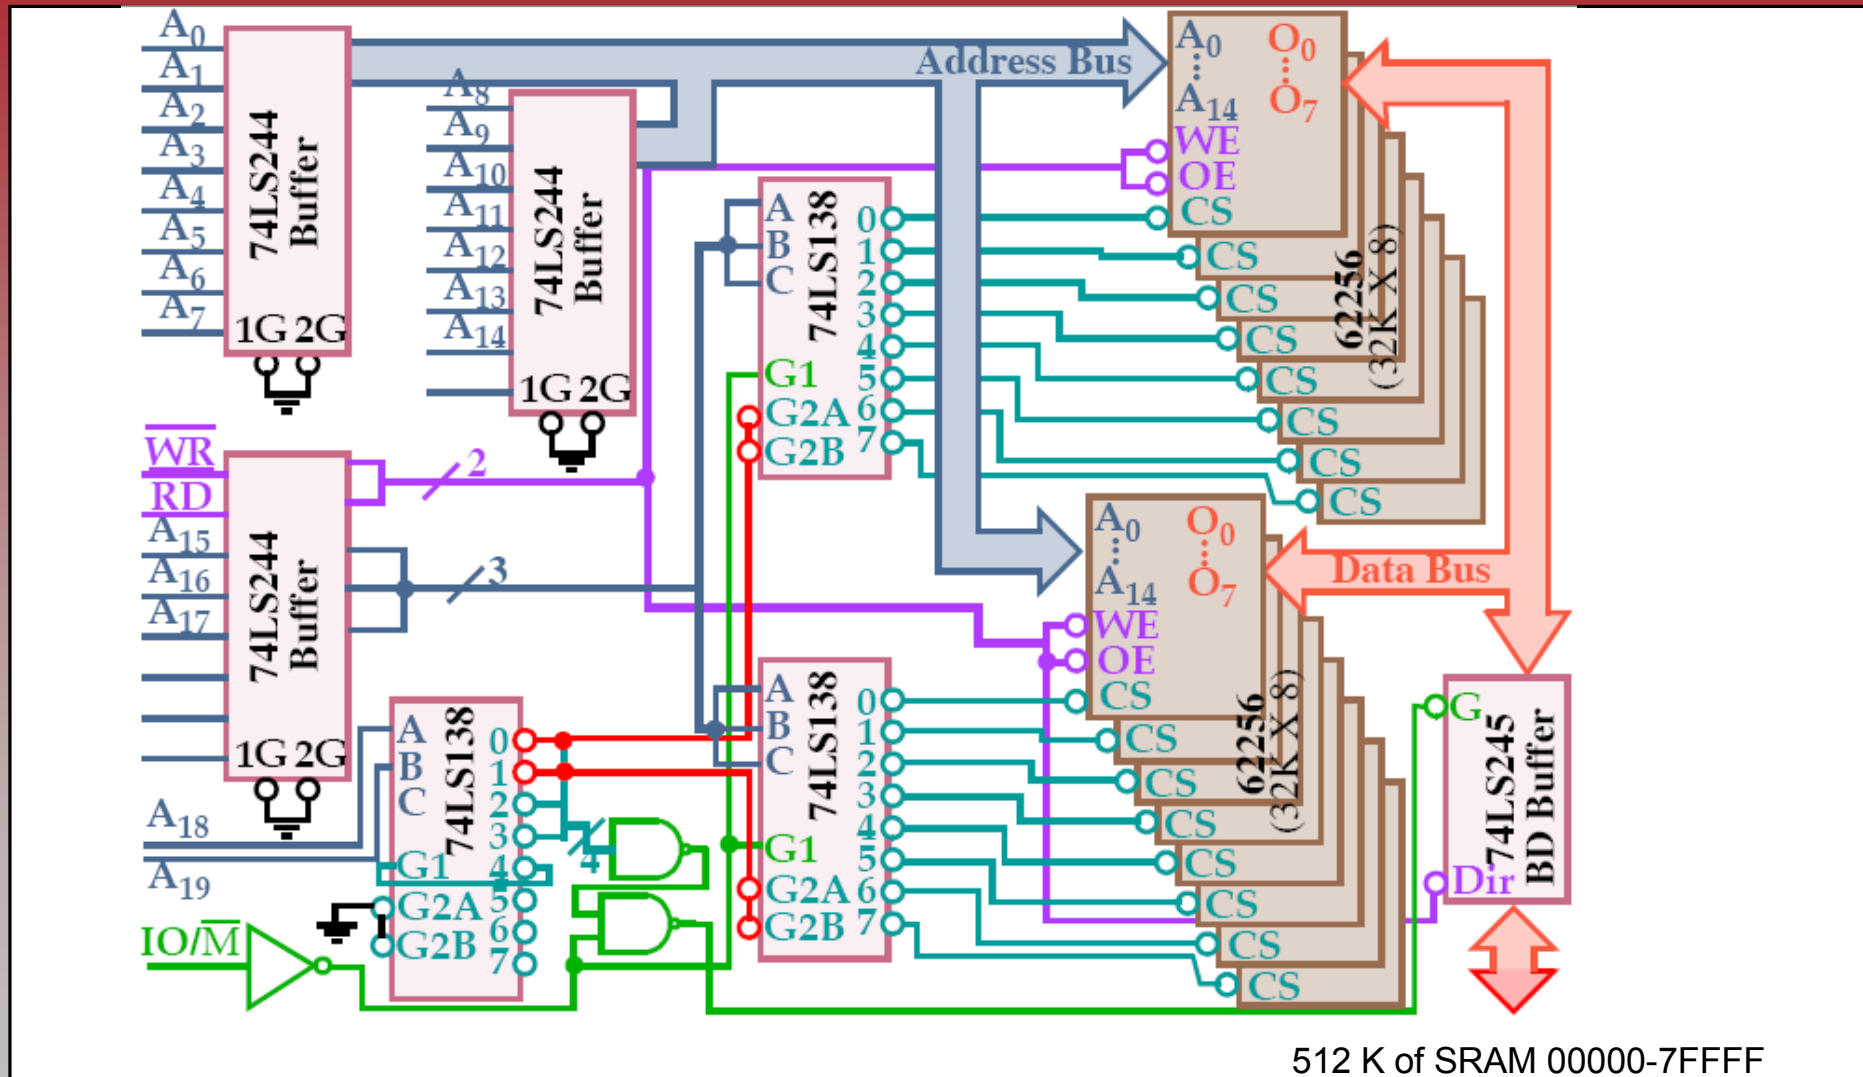 A0
A1
A2
A3
A4
A5
A6
A7
74LS244
Buffer
1G 2G
A8
A9
A10
A11
A12
A13
A14
74LS244
Buffer
1G 2G
Address Bus
A0
A14
O0
O7
WE
OE
CS
CS
CS
CS
CS
CS
CS
CS
62256
(32K X 8)
A
B
C
74LS138
0
1
2
3
4
5
6
7
G1
G2A
G2B
WR
RD
A15
A16
A17
74LS244
Buffer
1G 2G
2
3
A0
A14
O0
O7
WE
OE
CS
CS
CS
CS
CS
CS
CS
CS
62256
(32K X 8)
Data Bus
A
B
C
74LS138
0
1
2
3
4
5
6
7
G1
G2A
G2B
A18
A19
IO/M
A
B
C
74LS138
0
1
2
3
4
5
6
7
G1
G2A
G2B
4
G
74LS245
BD Buffer
Dir
512 K of SRAM 00000-7FFFF